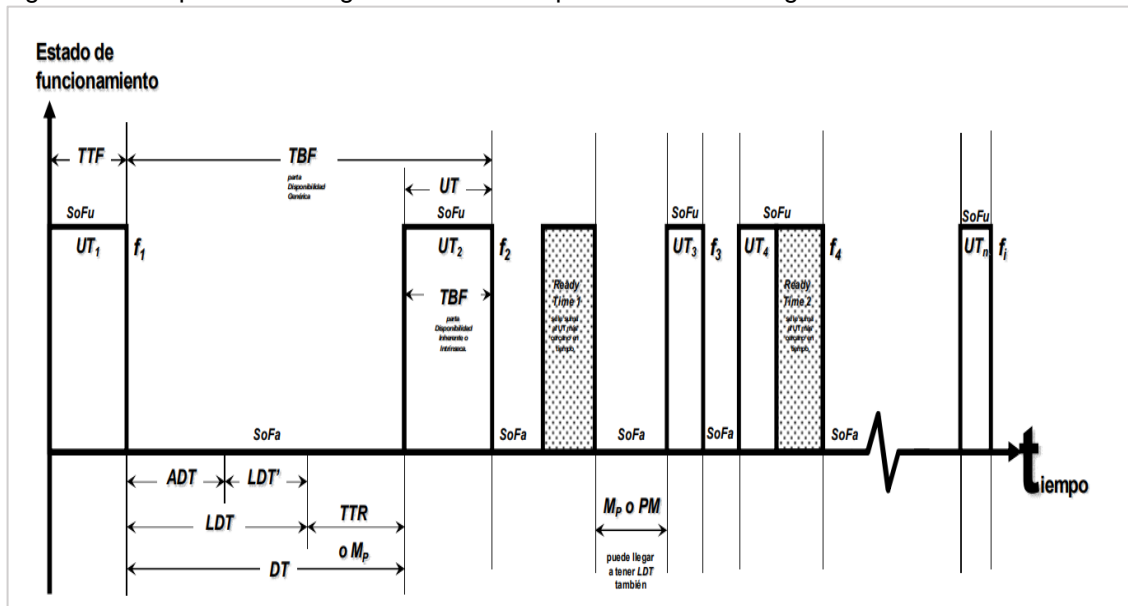 Estado de
funcionamiento
TTF
TBF
parta
Disponibilidad
Genérica
UT
SoFu
SoFu
SoFu
SoFu
SoFu
UT1
f1
UT2
f2
UT3
f3
UT4
f4
UTn
fi
TBF
parta
Disponibilidad
Inherente o
Intrínseca.
Ready
Time 1
Ready
Time 2
SoFa
SoFa
SoFa
SoFa
SoFa
tiempo
ADT
LDT'
LDT
TTR
o MP
DT
MP o PM
puede llegar
a tener LDT
también